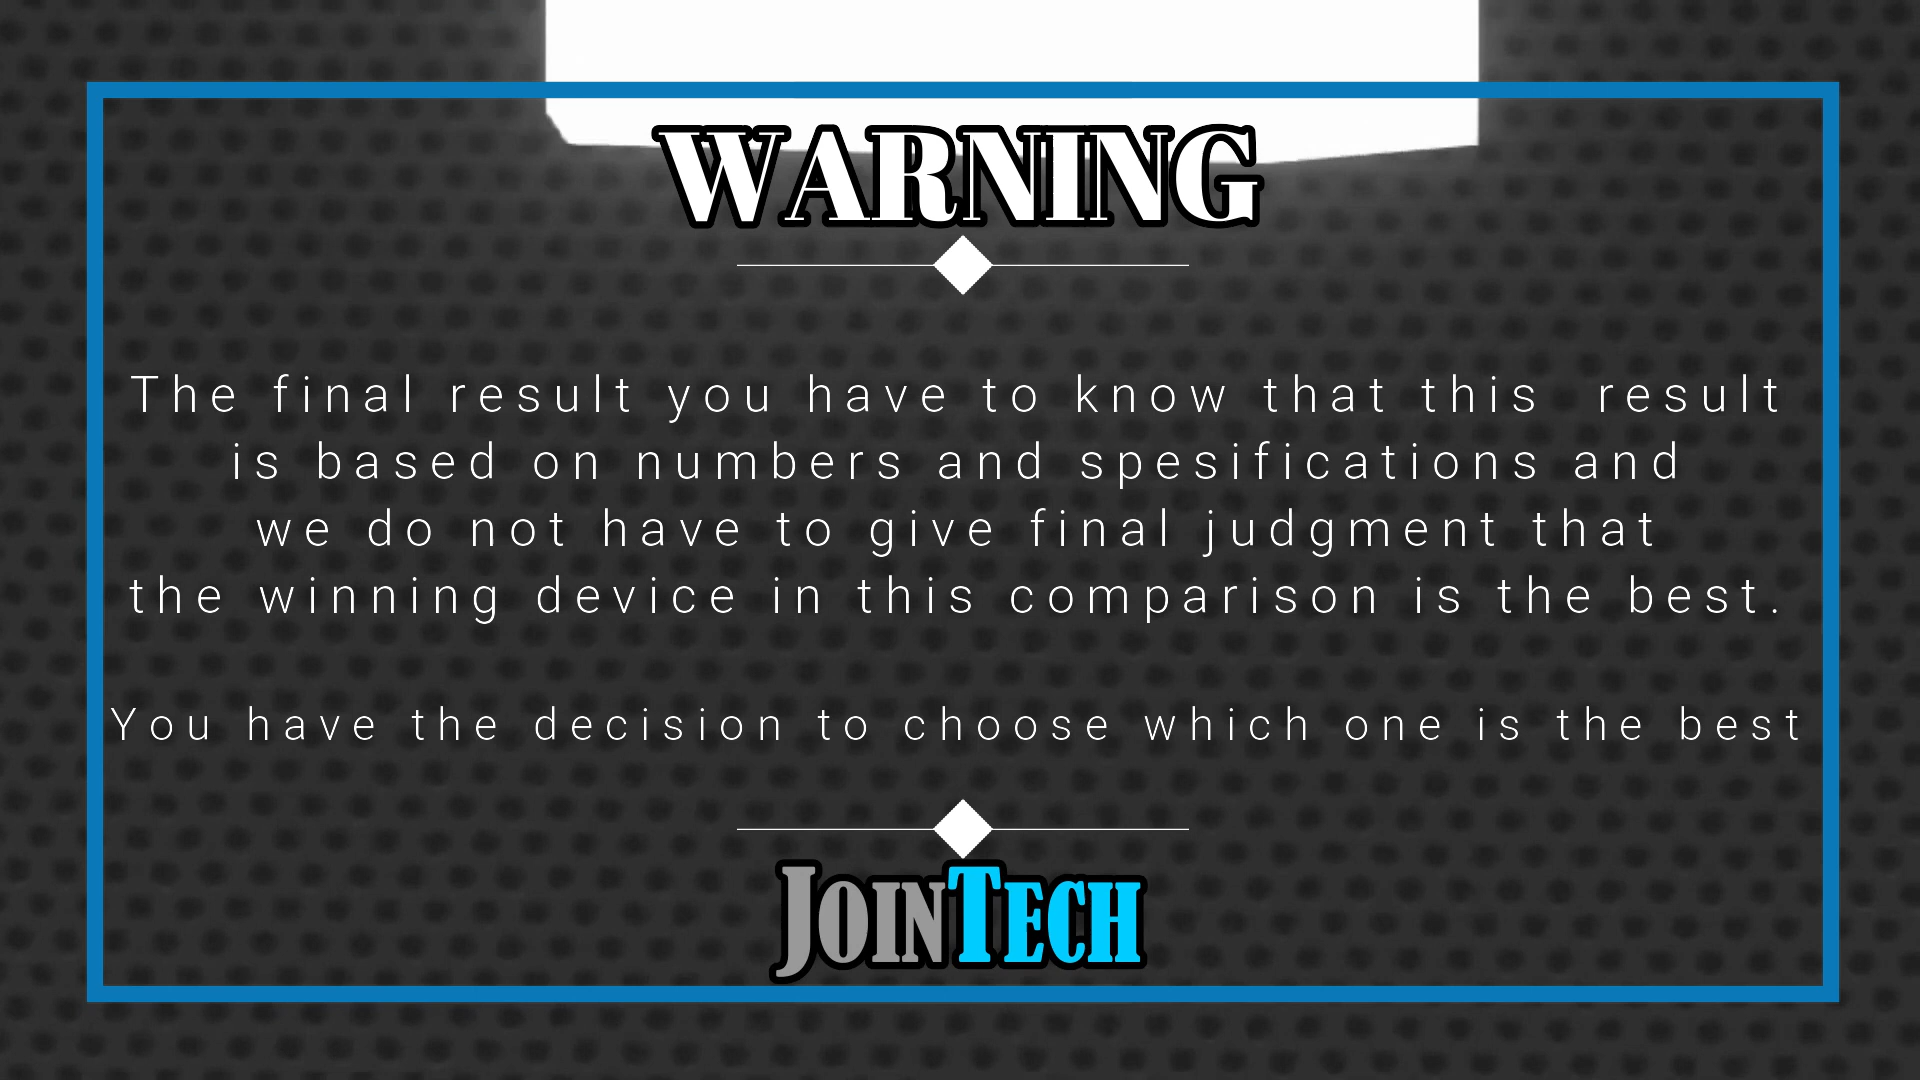 WARNING
The final result you have to know that this result
is based on numbers and spesifications and
we do not have to give final judgment that
the winning device in this comparison is the best.
You have the decision to choose which one is the best
JOINTECH